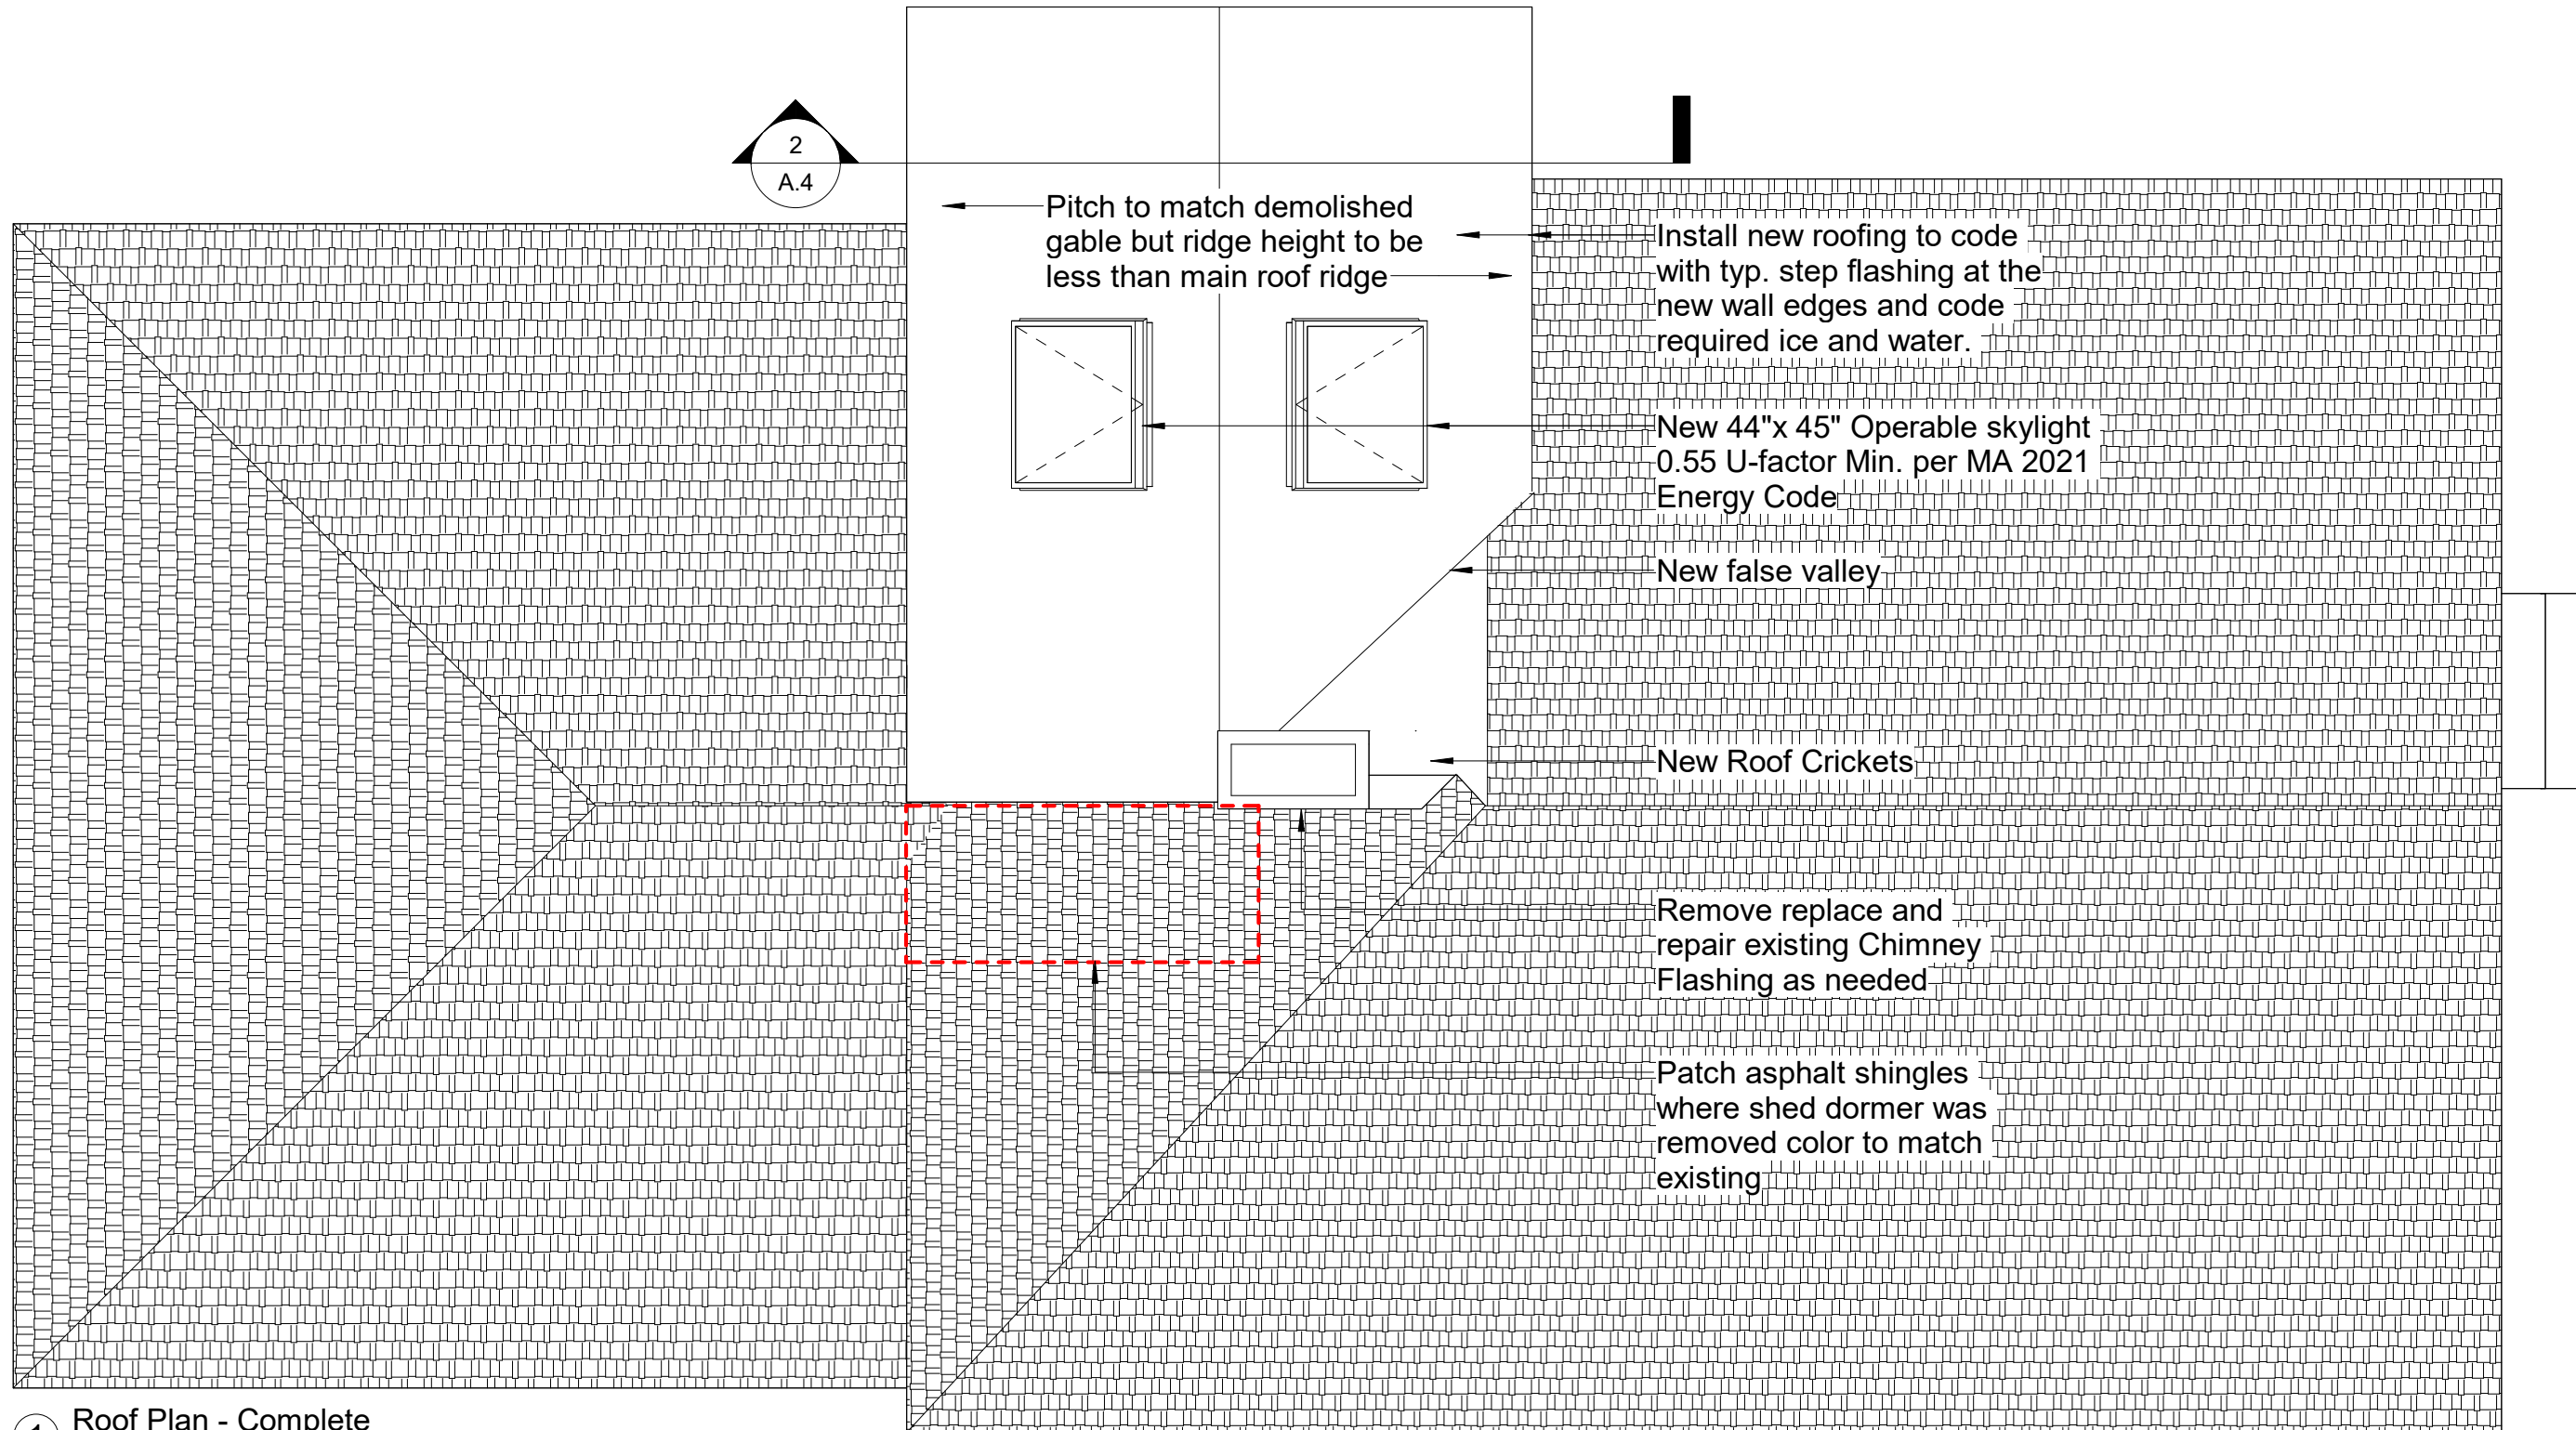 2
A.4
Pitch to match demolished
gable but ridge height to be
less than main roof ridge
Install new roofing to code
with typ. step flashing at the
new wall edges and code
required ice and water.
New 44"x 45" Operable skylight
0.55 U-factor Min. per MA 2021
Energy Code
New false valley
New Roof Crickets
Remove replace and
repair existing Chimney
Flashing as needed
Patch asphalt shingles
where shed dormer was
removed color to match
existing
1
Roof Plan - Complete